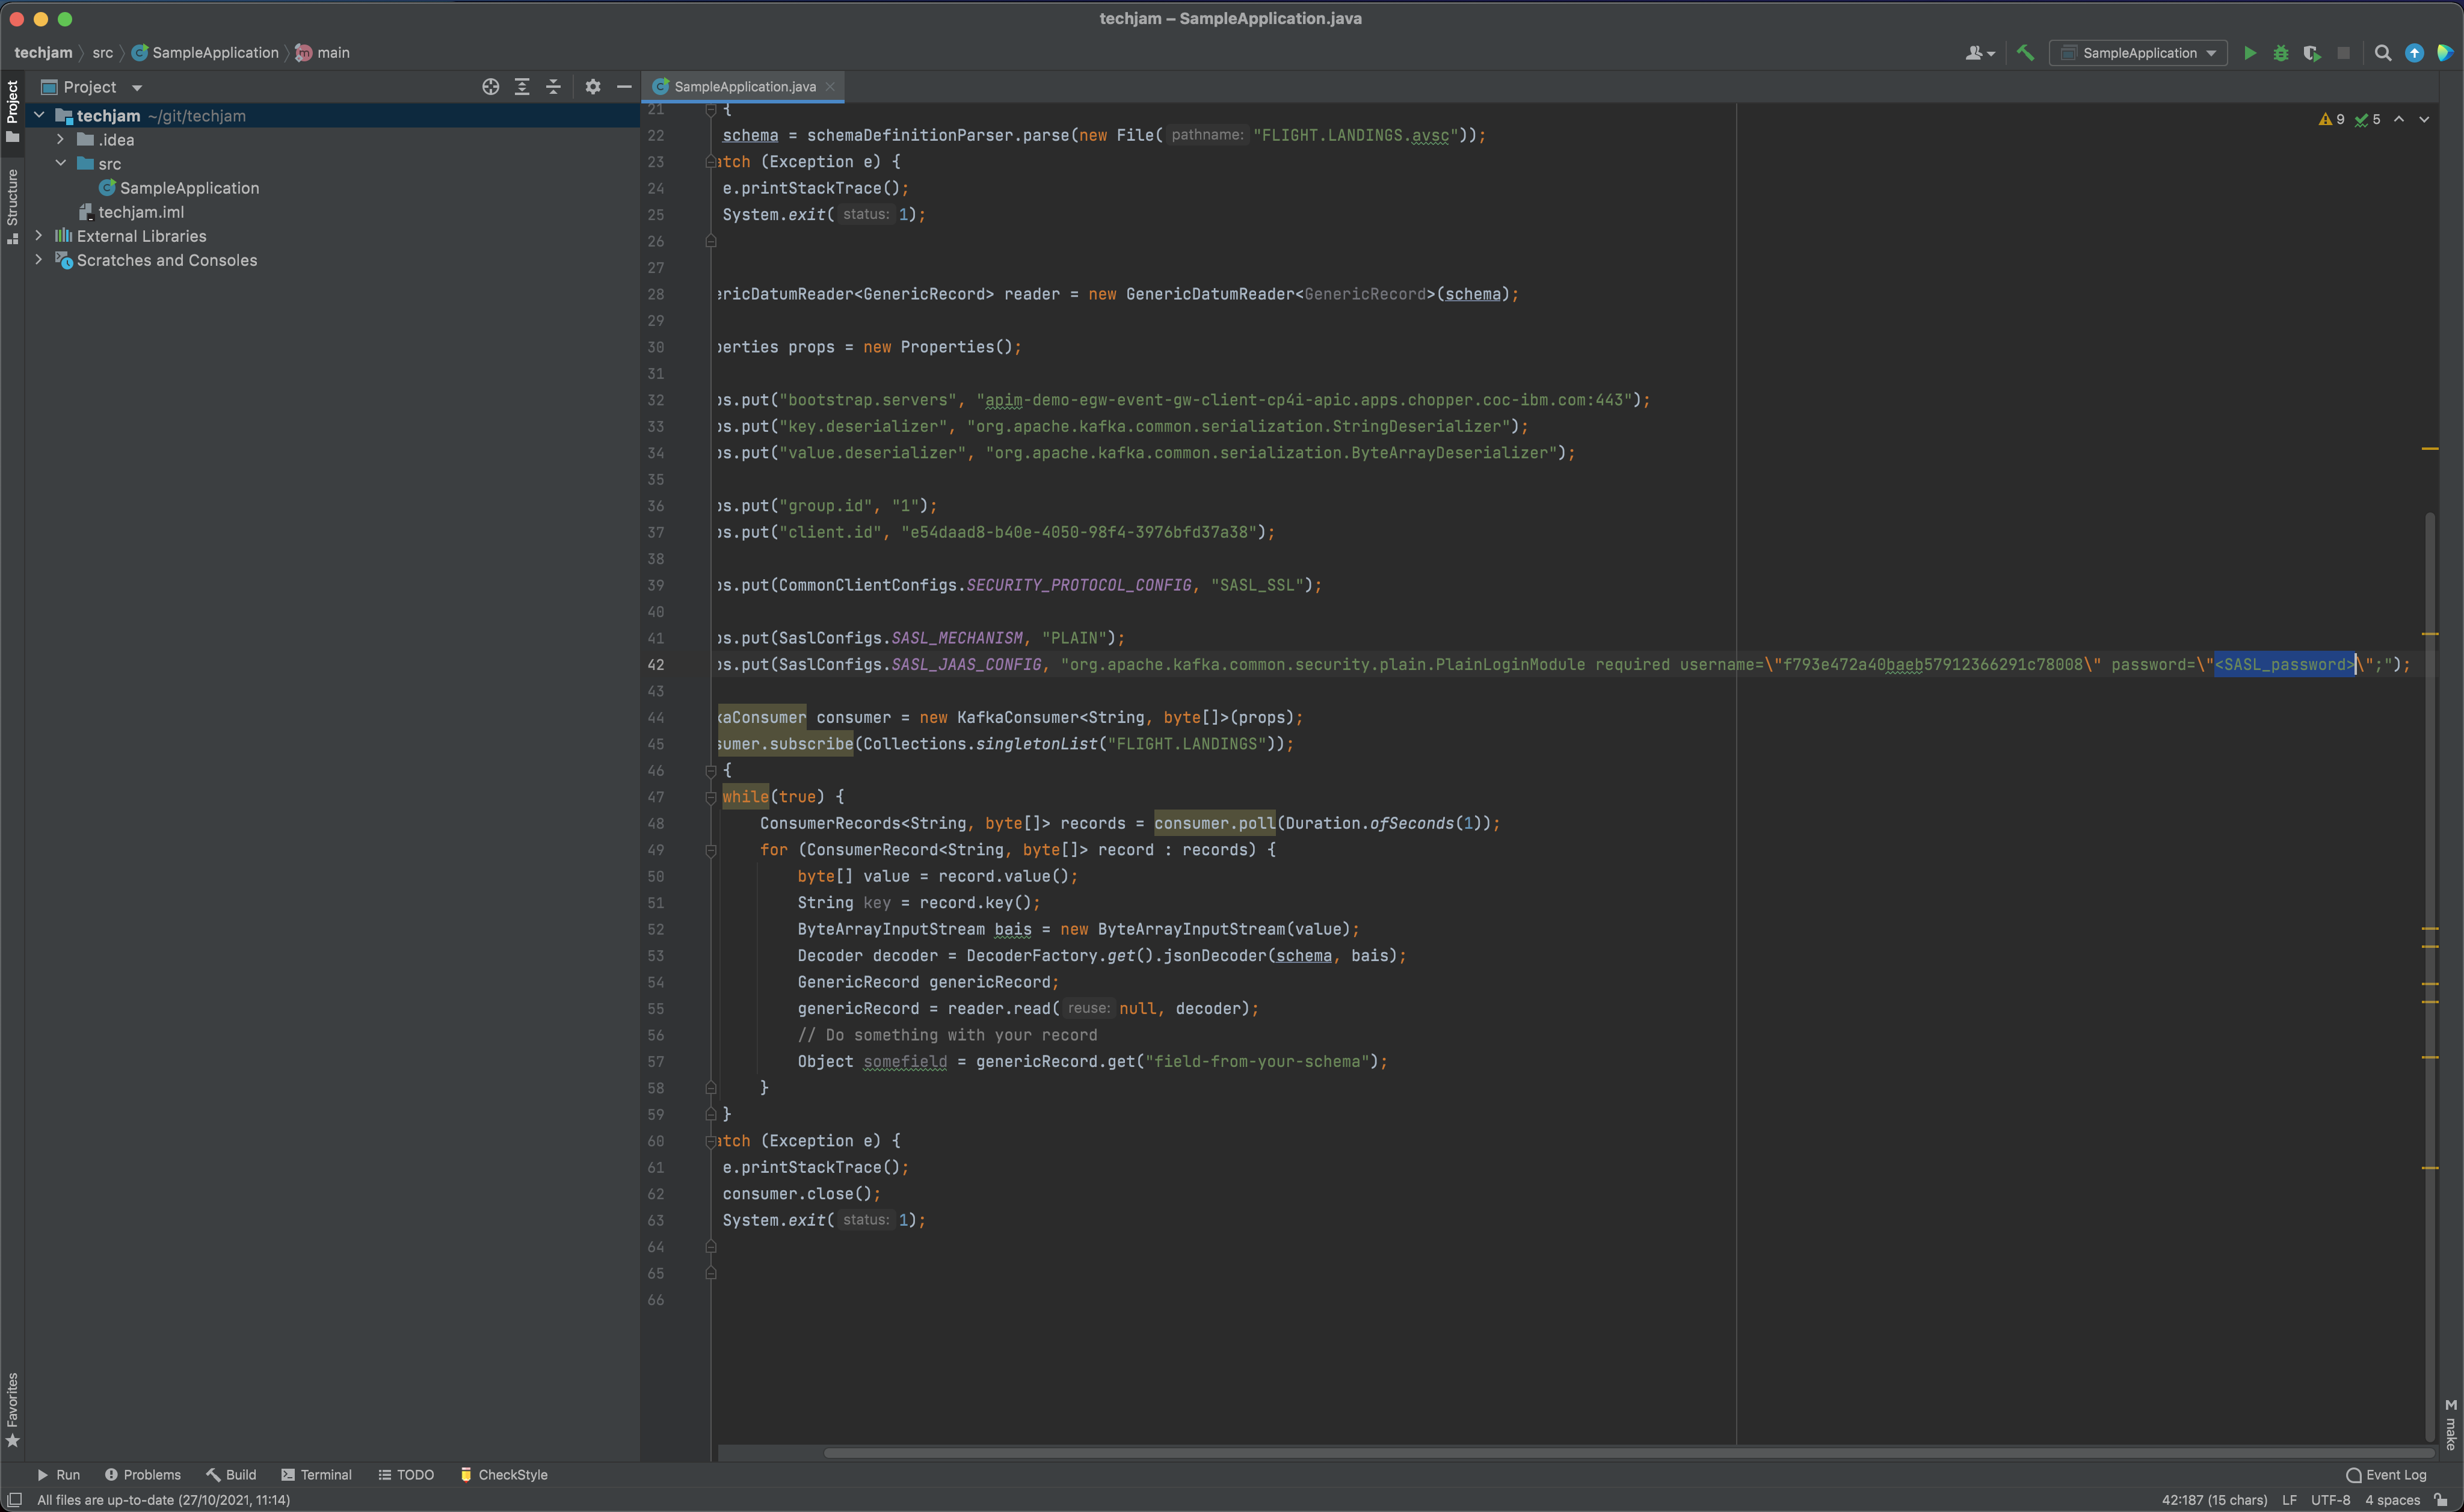 techjam – SampleApplication.java
techjam src SampleApplication main
SampleApplication
Project
SampleApplication.java
Project
Structure
Favorites
techjam ~/git/techjam
.idea
src
SampleApplication
techjam.iml
External Libraries
Scratches and Consoles
9 5
21 {
22 schema = schemaDefinitionParser.parse(new File( pathname: "FLIGHT.LANDINGS.avsc"));
23 atch (Exception e) {
24 e.printStackTrace();
25 System.exit( status: 1);
26
27
28 ericDatumReader<GenericRecord> reader = new GenericDatumReader<GenericRecord>(schema);
29
30 perties props = new Properties();
31
32 ps.put("bootstrap.servers", "apim-demo-egw-event-gw-client-cp4i-apic.apps.chopper.coc-ibm.com:443");
33 ps.put("key.deserializer", "org.apache.kafka.common.serialization.StringDeserializer");
34 ps.put("value.deserializer", "org.apache.kafka.common.serialization.ByteArrayDeserializer");
35
36 ps.put("group.id", "1");
37 ps.put("client.id", "e54daad8-b40e-4050-98f4-3976bfd37a38");
38
39 ps.put(CommonClientConfigs.SECURITY_PROTOCOL_CONFIG, "SASL_SSL");
40
41 ps.put(SaslConfigs.SASL_MECHANISM, "PLAIN");
42 ps.put(SaslConfigs.SASL_JAAS_CONFIG, "org.apache.kafka.common.security.plain.PlainLoginModule required username=\"f793e472a40baeb57912366291c78008\" password=\"<SASL_password>\";");
43
44 kaConsumer consumer = new KafkaConsumer<String, byte[]>(props);
45 sumer.subscribe(Collections.singletonList("FLIGHT.LANDINGS"));
46 {
47 while(true) {
48 ConsumerRecords<String, byte[]> records = consumer.poll(Duration.ofSeconds(1));
49 for (ConsumerRecord<String, byte[]> record : records) {
50 byte[] value = record.value();
51 String key = record.key();
52 ByteArrayInputStream bais = new ByteArrayInputStream(value);
53 Decoder decoder = DecoderFactory.get().jsonDecoder(schema, bais);
54 GenericRecord genericRecord;
55 genericRecord = reader.read( reuse: null, decoder);
56 // Do something with your record
57 Object somefield = genericRecord.get("field-from-your-schema");
58 }
59 }
60 atch (Exception e) {
61 e.printStackTrace();
62 consumer.close();
63 System.exit( status: 1);
64
65
66
make
Run Problems Build Terminal TODO CheckStyle Event Log
All files are up-to-date (27/10/2021, 11:14) 42:187 (15 chars) LF UTF-8 4 spaces